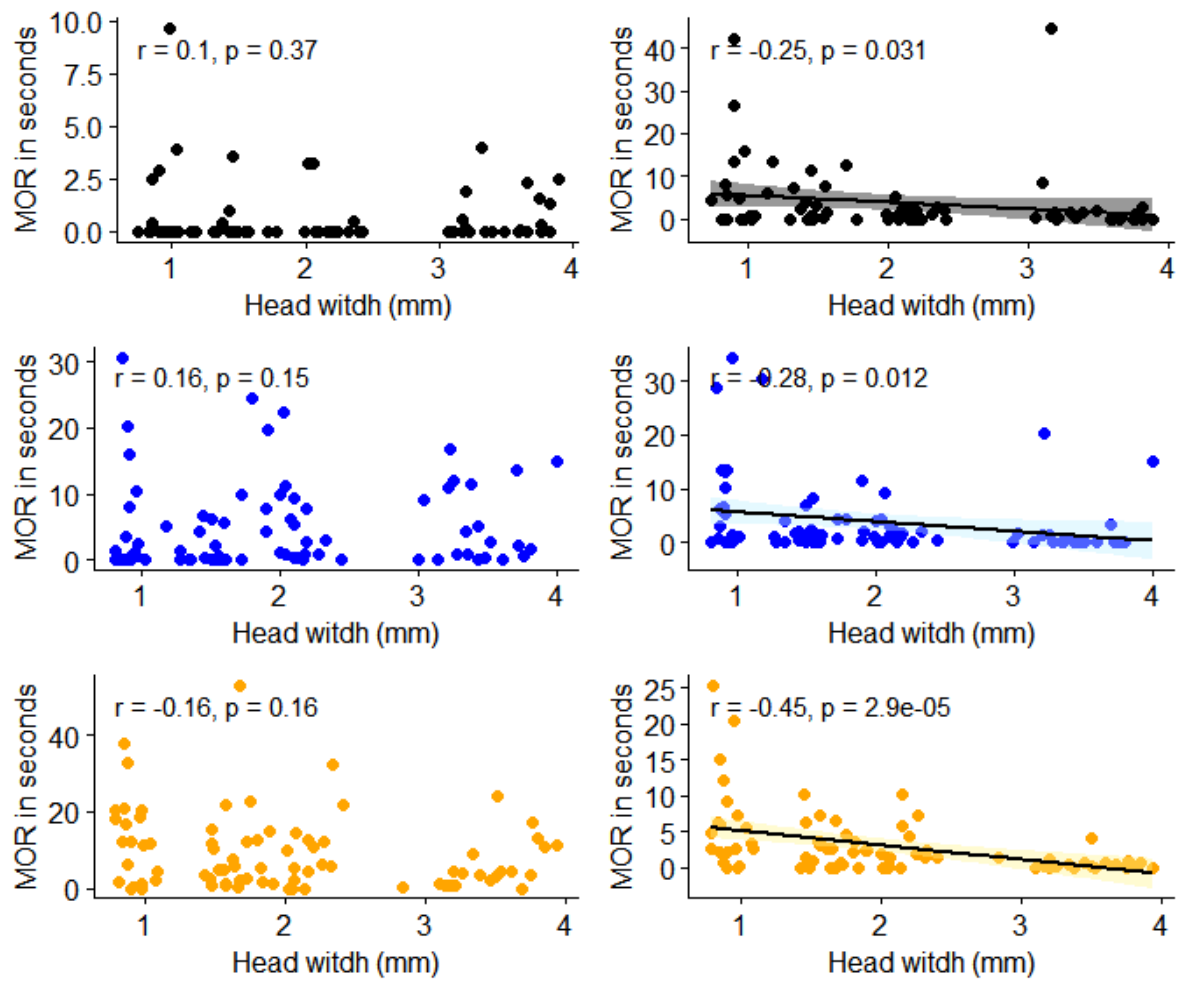 MOR in seconds
10.0
7.5
5.0
2.5
0.0
r = 0.1, p = 0.37
1 2 3 4
Head witdh (mm)
MOR in seconds
40
30
20
10
0
r = -0.25, p = 0.031
1 2 3 4
Head witdh (mm)
MOR in seconds
30
20
10
0
r = 0.16, p = 0.15
1 2 3 4
Head witdh (mm)
MOR in seconds
30
20
10
0
r = -0.28, p = 0.012
1 2 3 4
Head witdh (mm)
MOR in seconds
40
20
0
r = -0.16, p = 0.16
1 2 3 4
Head witdh (mm)
MOR in seconds
25
20
15
10
5
0
r = -0.45, p = 2.9e-05
1 2 3 4
Head witdh (mm)